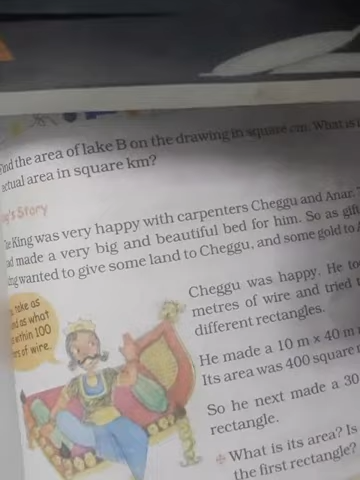 ind the area of lake B on the drawing in square cm. What is
actual area in square km?
g's Story
King was very happy with carpenters Cheggu and Anar.
made a very big and beautiful bed for him. So as gift
ing wanted to give some land to Cheggu, and some gold to
take as
nd as what
within 100
of wire.
Cheggu was happy. He to
metres of wire and tried
different rectangles.
He made a 10 m × 40 m
Its area was 400 square
So he next made a 30
rectangle.
What is its area? Is
the first rectangle?